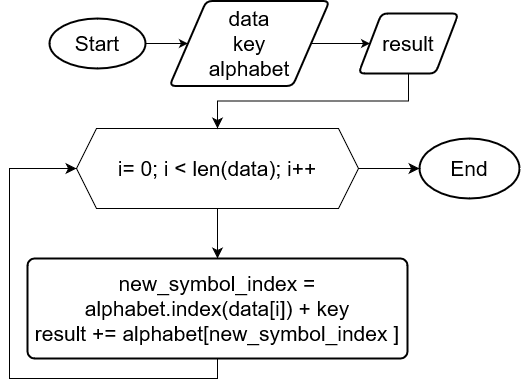 Start
data
key
alphabet
result
i= 0; i < len(data); i++
End
new_symbol_index =
alphabet.index(data[i]) + key
result += alphabet[new_symbol_index ]